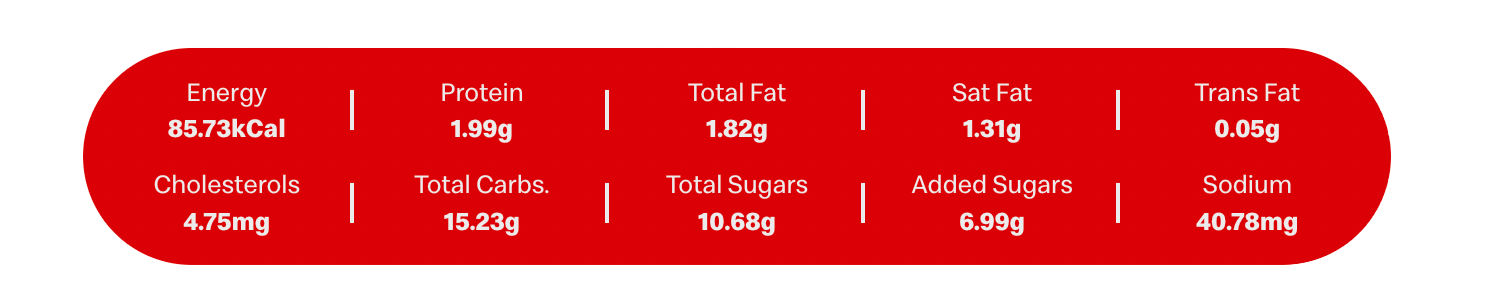 Energy
Protein
Total Fat
Sat Fat
Trans Fat
85.73kCal
1.99g
1.82g
1.31g
0.05g
Cholesterols
Total Carbs.
Total Sugars
Added Sugars
Sodium
4.75mg
15.23g
10.68g
6.99g
40.78mg